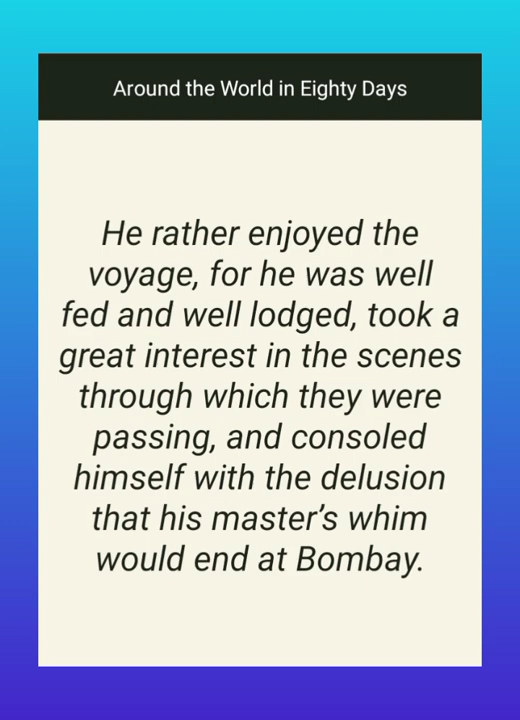 Around the World in Eighty Days
He rather enjoyed the
voyage, for he was well
fed and well lodged, took a
great interest in the scenes
through which they were
passing, and consoled
himself with the delusion
that his master’s whim
would end at Bombay.